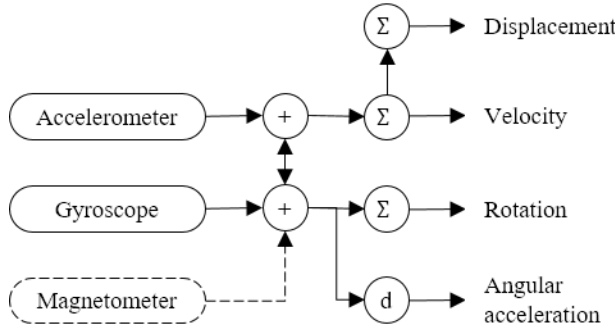 Σ
Displacement
Accelerometer
+
Σ
Velocity
Gyroscope
+
Σ
Rotation
Magnetometer
d
Angular
acceleration